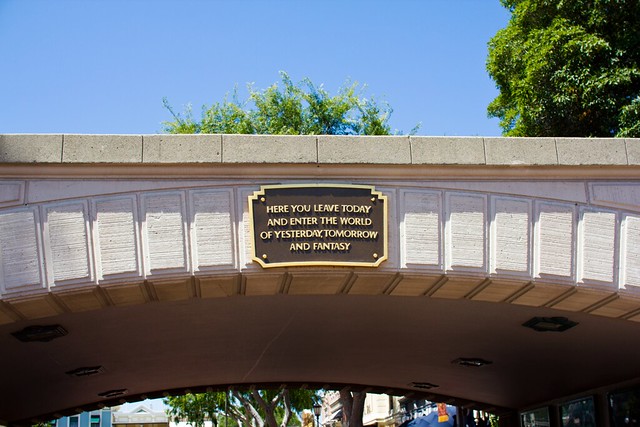 HERE YOU LEAVE TODAY
AND ENTER THE WORLD
OF YESTERDAY,TOMORROW
AND FANTASY